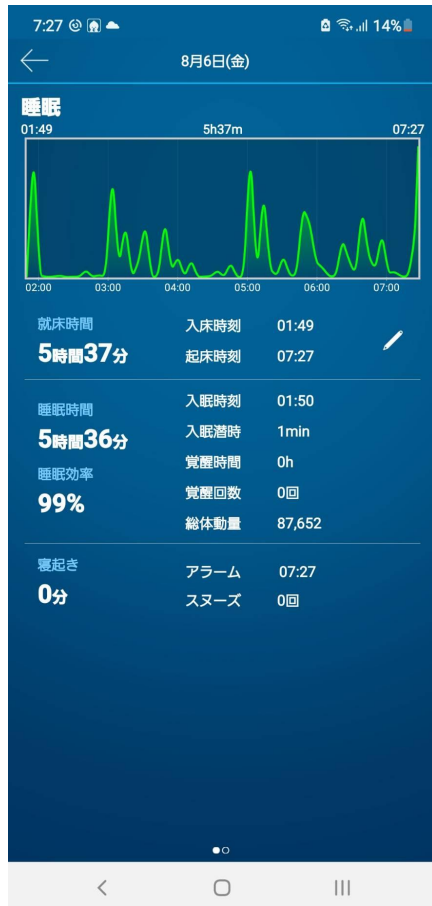 7:27 14%
8月6日(金)
睡眠
01:49 5h37m 07:27
02:00 03:00 04:00 05:00 06:00 07:00
就床時間
5時間37分
入床時刻 01:49
起床時刻 07:27
睡眠時間
5時間36分
睡眠効率
99%
入眠時刻 01:50
入眠潜時 1min
覚醒時間 0h
覚醒回数 0回
総体動量 87,652
寝起き
0分
アラーム 07:27
スヌーズ 0回